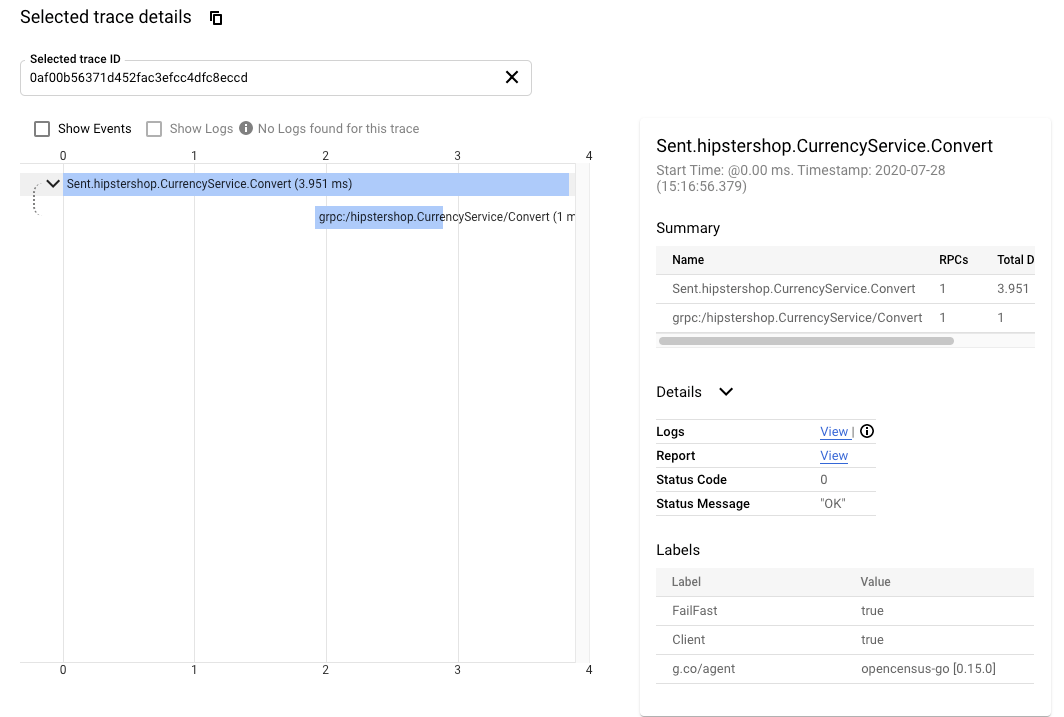 Selected trace details
Selected trace ID
0af00b56371d452fac3efcc4dfc8eccd
Show Events Show Logs No Logs found for this trace
0 1 2 3 4
Sent.hipstershop.CurrencyService.Convert (3.951 ms)
grpc:/hipstershop.CurrencyService/Convert (1 m
0 1 2 3 4
Sent.hipstershop.CurrencyService.Convert
Start Time: @0.00 ms. Timestamp: 2020-07-28
(15:16:56.379)
Summary
Name RPCs Total D
Sent.hipstershop.CurrencyService.Convert 1 3.951
grpc:/hipstershop.CurrencyService/Convert 1 1
Details
Logs View |
Report View
Status Code 0
Status Message "OK"
Labels
Label Value
FailFast true
Client true
g.co/agent opencensus-go [0.15.0]